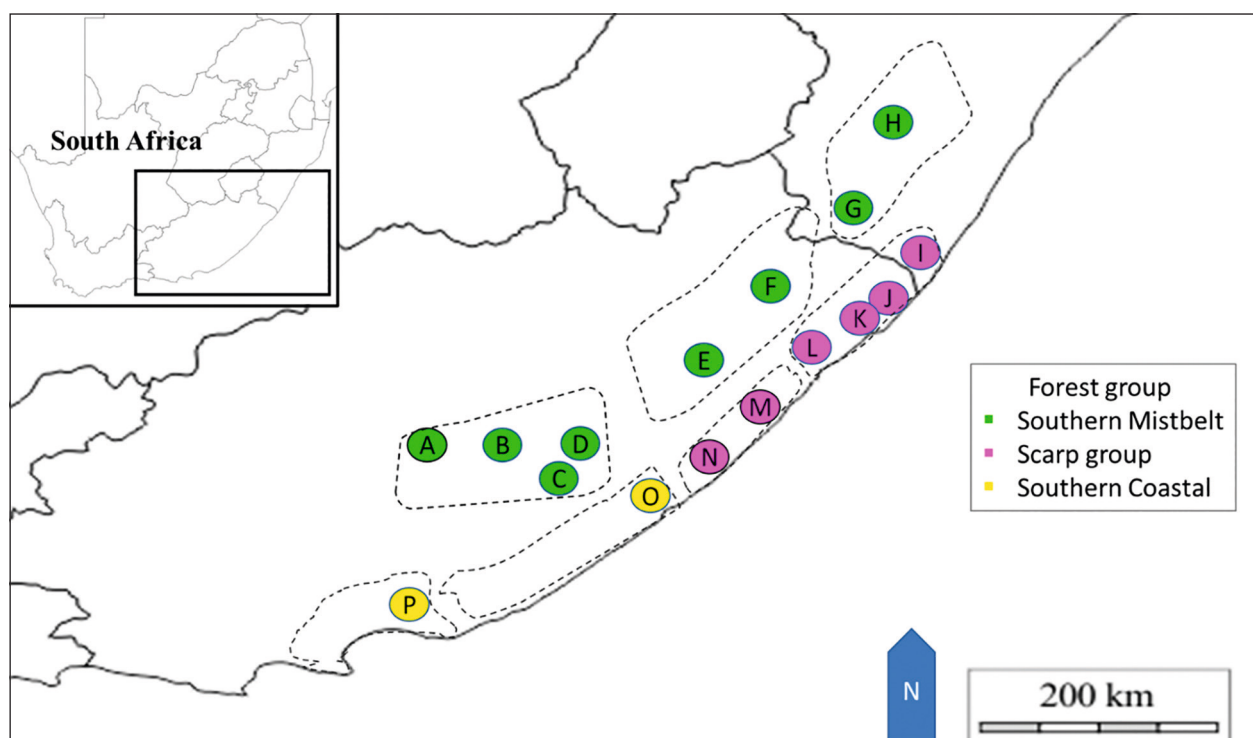 South Africa
H
G
I
F
J
K
L
E
M
A
B
D
N
C
O
P
Forest group
Southern Mistbelt
Scarp group
Southern Coastal
N
200 km